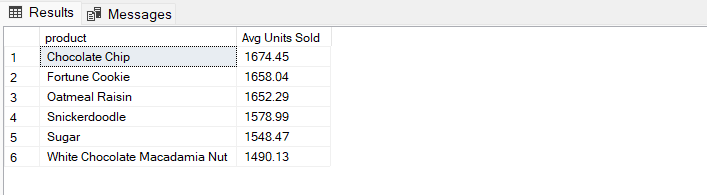 Results Messages
product Avg Units Sold
1 Chocolate Chip 1674.45
2 Fortune Cookie 1658.04
3 Oatmeal Raisin 1652.29
4 Snickerdoodle 1578.99
5 Sugar 1548.47
6 White Chocolate Macadamia Nut 1490.13